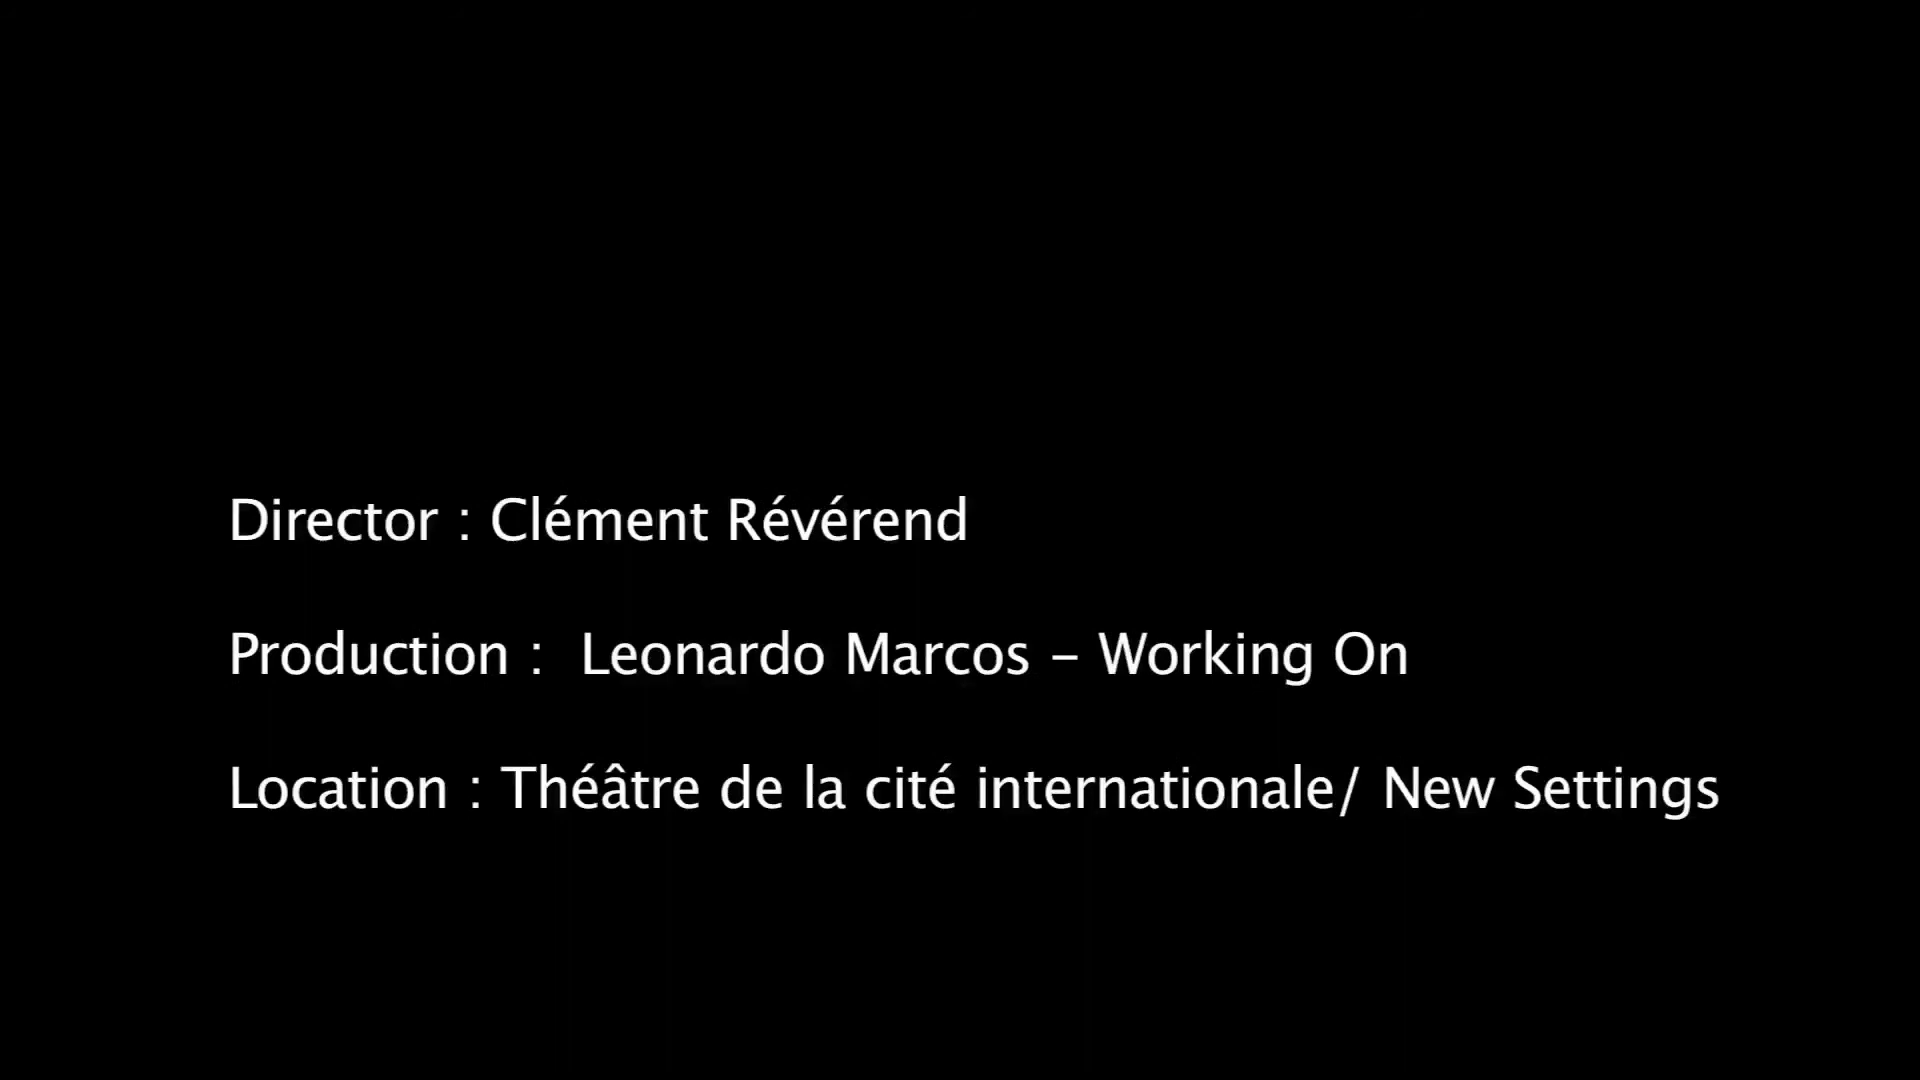 Director : Clément Révérend
Production :  Leonardo Marcos – Working On
Location : Théâtre de la cité internationale/ New Settings